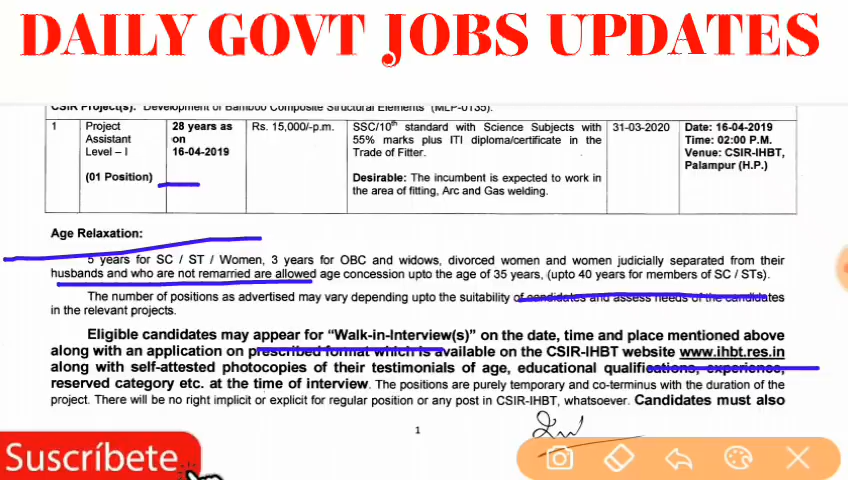 DAILY GOVT JOBS UPDATES
CSIR Project(s): Development of Bamboo Composite Structural Elements (MLP-0135)
1
Project
Assistant
Level – I
(01 Position)
28 years as
on
16-04-2019
Rs. 15,000/-p.m.
SSC/10th standard with Science Subjects with
55% marks plus ITI diploma/certificate in the
Trade of Fitter.
Desirable: The incumbent is expected to work in
the area of fitting, Arc and Gas welding.
31-03-2020
Date: 16-04-2019
Time: 02:00 P.M.
Venue: CSIR-IHBT,
Palampur (H.P.)
Age Relaxation:
5 years for SC / ST / Women, 3 years for OBC and widows, divorced women and women judicially separated from their
husbands and who are not remarried are allowed age concession upto the age of 35 years, (upto 40 years for members of SC / STs).
The number of positions as advertised may vary depending upto the suitability of candidates and assess needs of the candidates
in the relevant projects.
Eligible candidates may appear for "Walk-in-Interview(s)" on the date, time and place mentioned above
along with an application on prescribed format which is available on the CSIR-IHBT website www.ihbt.res.in
along with self-attested photocopies of their testimonials of age, educational qualifications, experience,
reserved category etc. at the time of interview. The positions are purely temporary and co-terminus with the duration of the
project. There will be no right implicit or explicit for regular position or any post in CSIR-IHBT, whatsoever. Candidates must also
1
Suscríbete